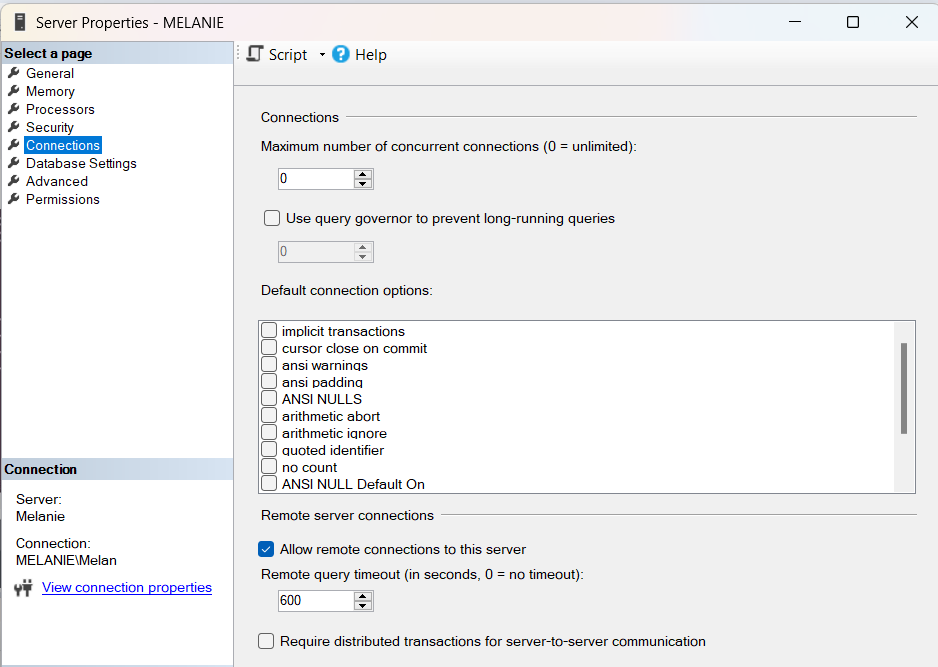 Server Properties - MELANIE
Select a page
General
Memory
Processors
Security
Connections
Database Settings
Advanced
Permissions
Connection
Server:
Melanie
Connection:
MELANIE\Melan
View connection properties
Script
Help
Connections
Maximum number of concurrent connections (0 = unlimited):
0
Use query governor to prevent long-running queries
0
Default connection options:
implicit transactions
cursor close on commit
ansi warnings
ansi padding
ANSI NULLS
arithmetic abort
arithmetic ignore
quoted identifier
no count
ANSI NULL Default On
Remote server connections
Allow remote connections to this server
Remote query timeout (in seconds, 0 = no timeout):
600
Require distributed transactions for server-to-server communication